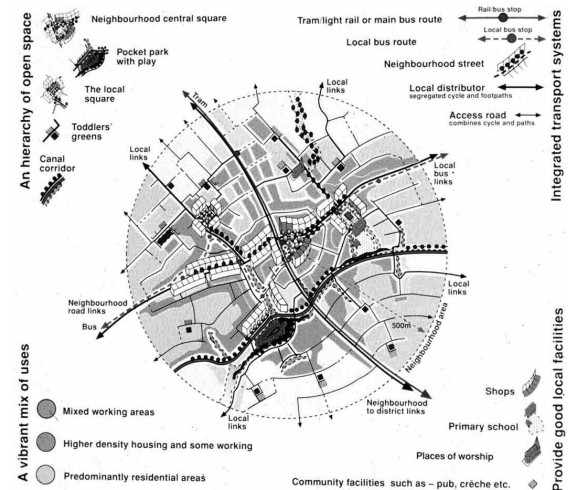 An hierarchy of open space
Neighbourhood central square
Pocket park
with play
The local
square
Toddlers'
greens
Canal
corridor
Integrated transport systems
Tram/light rail or main bus route
Rail/bus stop
Local bus route
Local bus stop
Neighbourhood street
Local distributor
segregated cycle and footpaths
Access road
combines cycle and paths
Tram
Local
links
Local
links
Local
bus
links
Local
links
Neighbourhood
road links
Bus
500m
Neighbourhood area
Local
links
Neighbourhood
to district links
A vibrant mix of uses
Mixed working areas
Higher density housing and some working
Predominantly residential areas
Provide good local facilities
Shops
Primary school
Places of worship
Community facilities such as – pub, crèche etc.